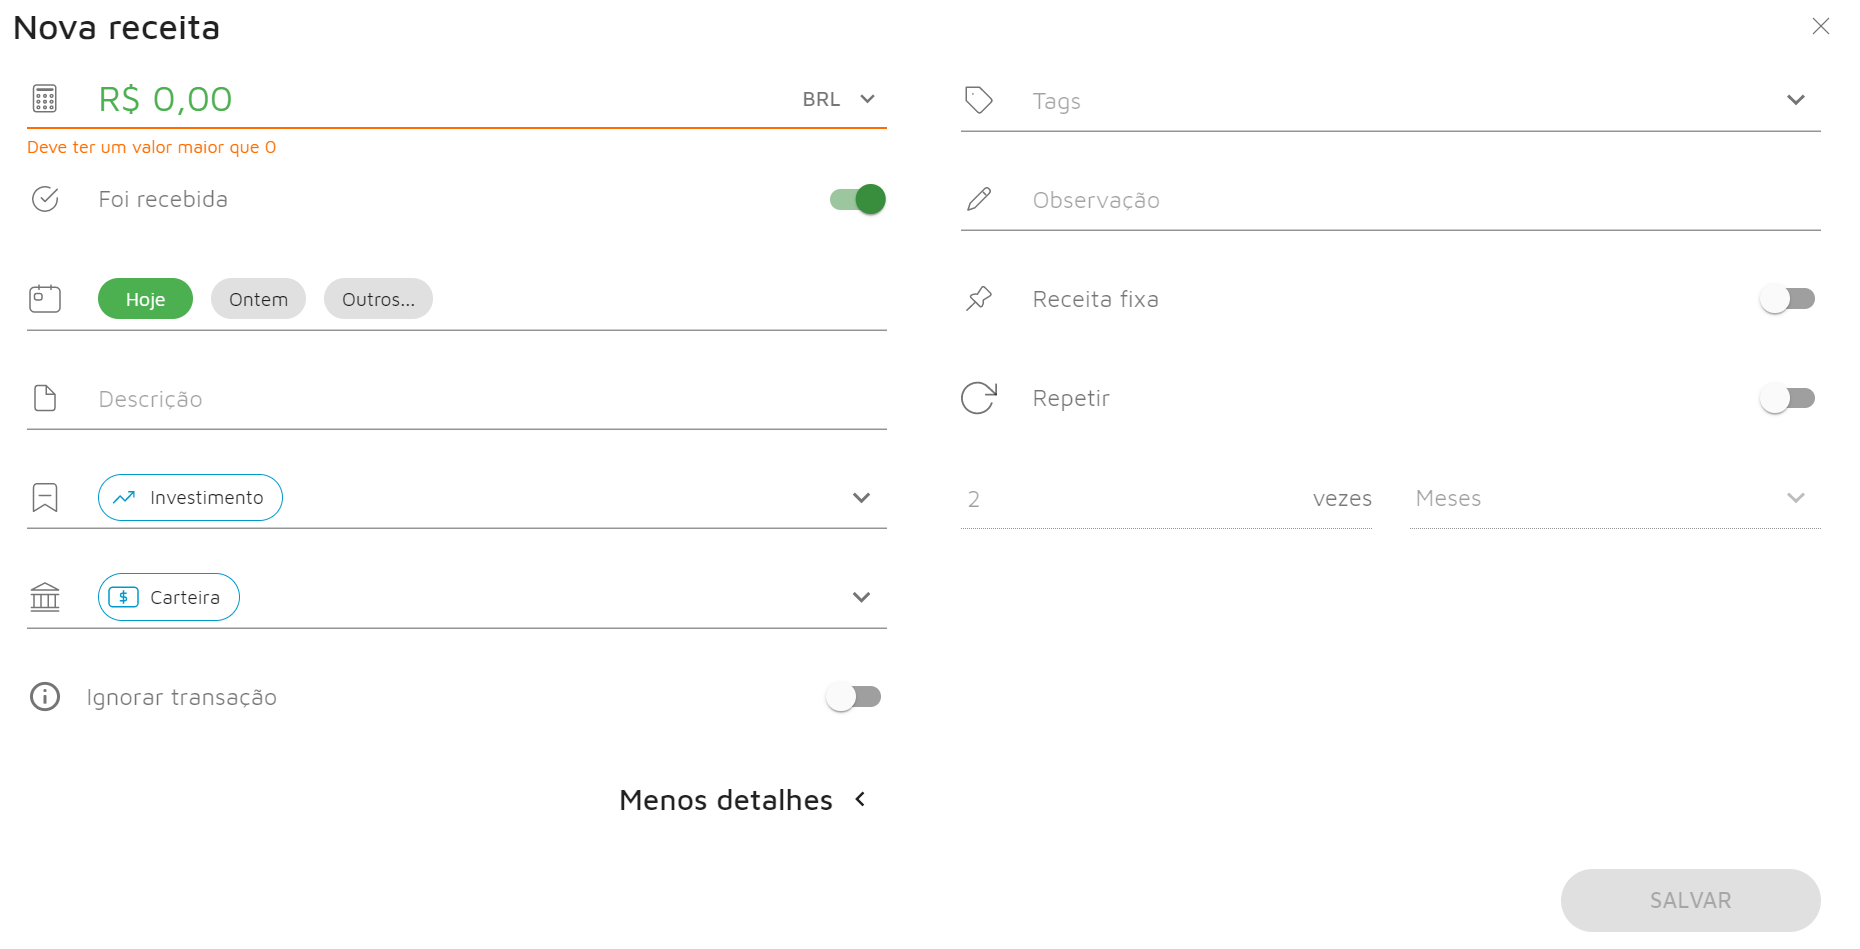 Nova receita
R$ 0,00
BRL
Deve ter um valor maior que 0
Foi recebida
Hoje
Ontem
Outros...
Descrição
Investimento
$ Carteira
Ignorar transação
Menos detalhes
Tags
Observação
Receita fixa
Repetir
2 vezes
Meses
SALVAR